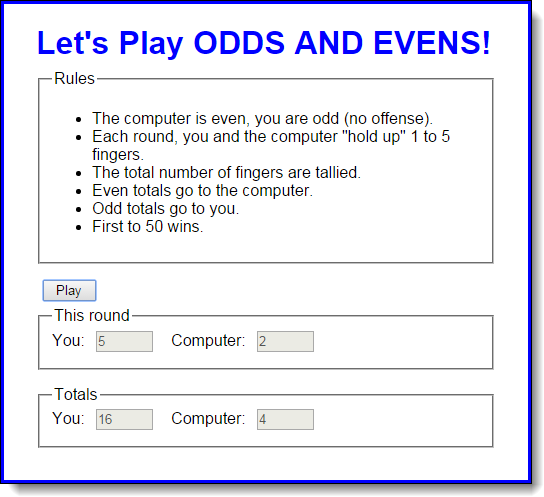 Let's Play ODDS AND EVENS!
Rules
• The computer is even, you are odd (no offense).
• Each round, you and the computer "hold up" 1 to 5
fingers.
• The total number of fingers are tallied.
• Even totals go to the computer.
• Odd totals go to you.
• First to 50 wins.
Play
This round
You: 5 Computer: 2
Totals
You: 16 Computer: 4